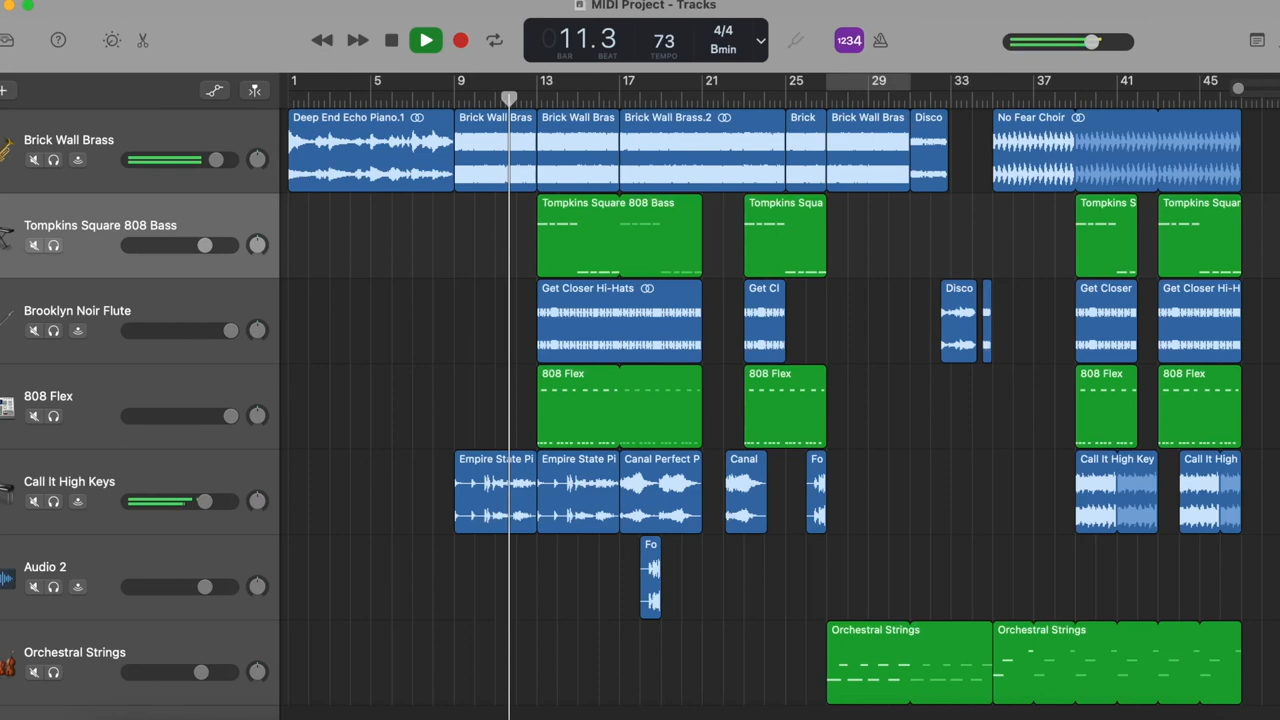 MIDI Project - Tracks
011.3
BAR BEAT
73
TEMPO
4/4
Bmin
1234
1 5 9 13 17 21 25 29 33 37 41 45
Brick Wall Brass
Deep End Echo Piano.1
Brick Wall Bras
Brick Wall Bras
Brick Wall Brass.2
Brick
Brick Wall Bras
Disco
No Fear Choir
Tompkins Square 808 Bass
Tompkins Square 808 Bass
Tompkins Squa
Tompkins S
Tompkins Squar
Brooklyn Noir Flute
Get Closer Hi-Hats
Get Cl
Disco
Get Closer
Get Closer Hi-H
808 Flex
808 Flex
808 Flex
808 Flex
808 Flex
Call It High Keys
Empire State Pi
Empire State Pi
Canal Perfect P
Canal
Fo
Call It High Key
Call It High
Audio 2
Fo
Orchestral Strings
Orchestral Strings
Orchestral Strings